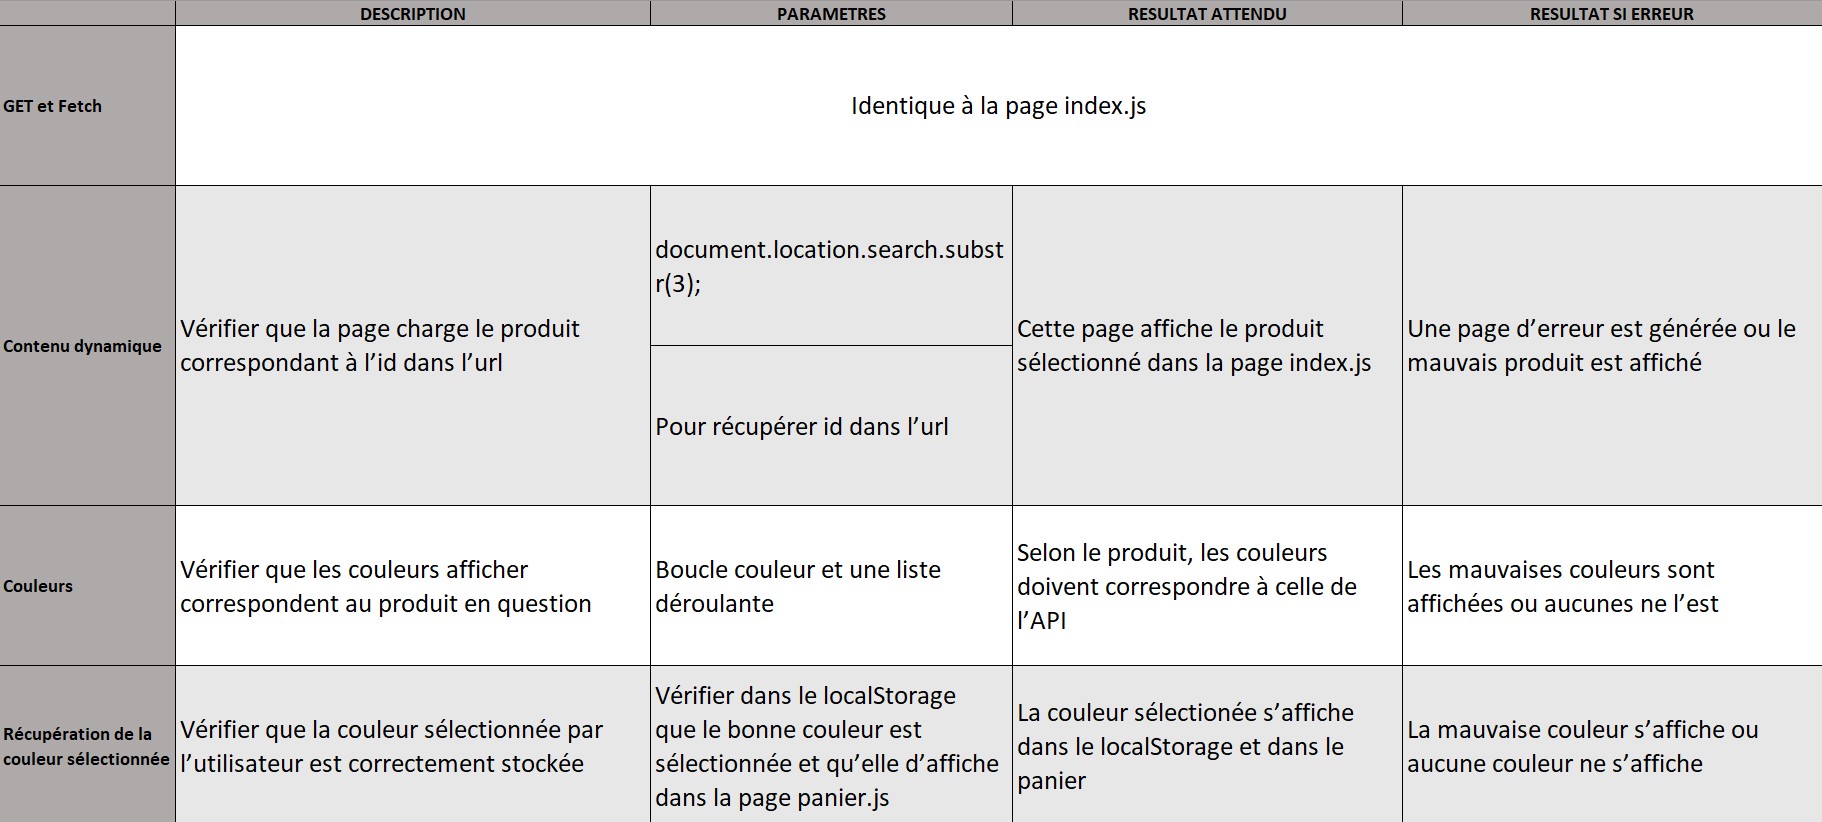 DESCRIPTION
PARAMETRES
RESULTAT ATTENDU
RESULTAT SI ERREUR
GET et Fetch
Identique à la page index.js
Contenu dynamique
Vérifier que la page charge le produit
correspondant à l’id dans l’url
document.location.search.subst
r(3);
Pour récupérer id dans l’url
Cette page affiche le produit
sélectionné dans la page index.js
Une page d’erreur est générée ou le
mauvais produit est affiché
Couleurs
Vérifier que les couleurs afficher
correspondent au produit en question
Boucle couleur et une liste
déroulante
Selon le produit, les couleurs
doivent correspondre à celle de
l’API
Les mauvaises couleurs sont
affichées ou aucunes ne l’est
Récupération de la
couleur sélectionnée
Vérifier que la couleur sélectionnée par
l’utilisateur est correctement stockée
Vérifier dans le localStorage
que le bonne couleur est
sélectionnée et qu’elle d’affiche
dans la page panier.js
La couleur sélectionée s’affiche
dans le localStorage et dans le
panier
La mauvaise couleur s’affiche ou
aucune couleur ne s’affiche